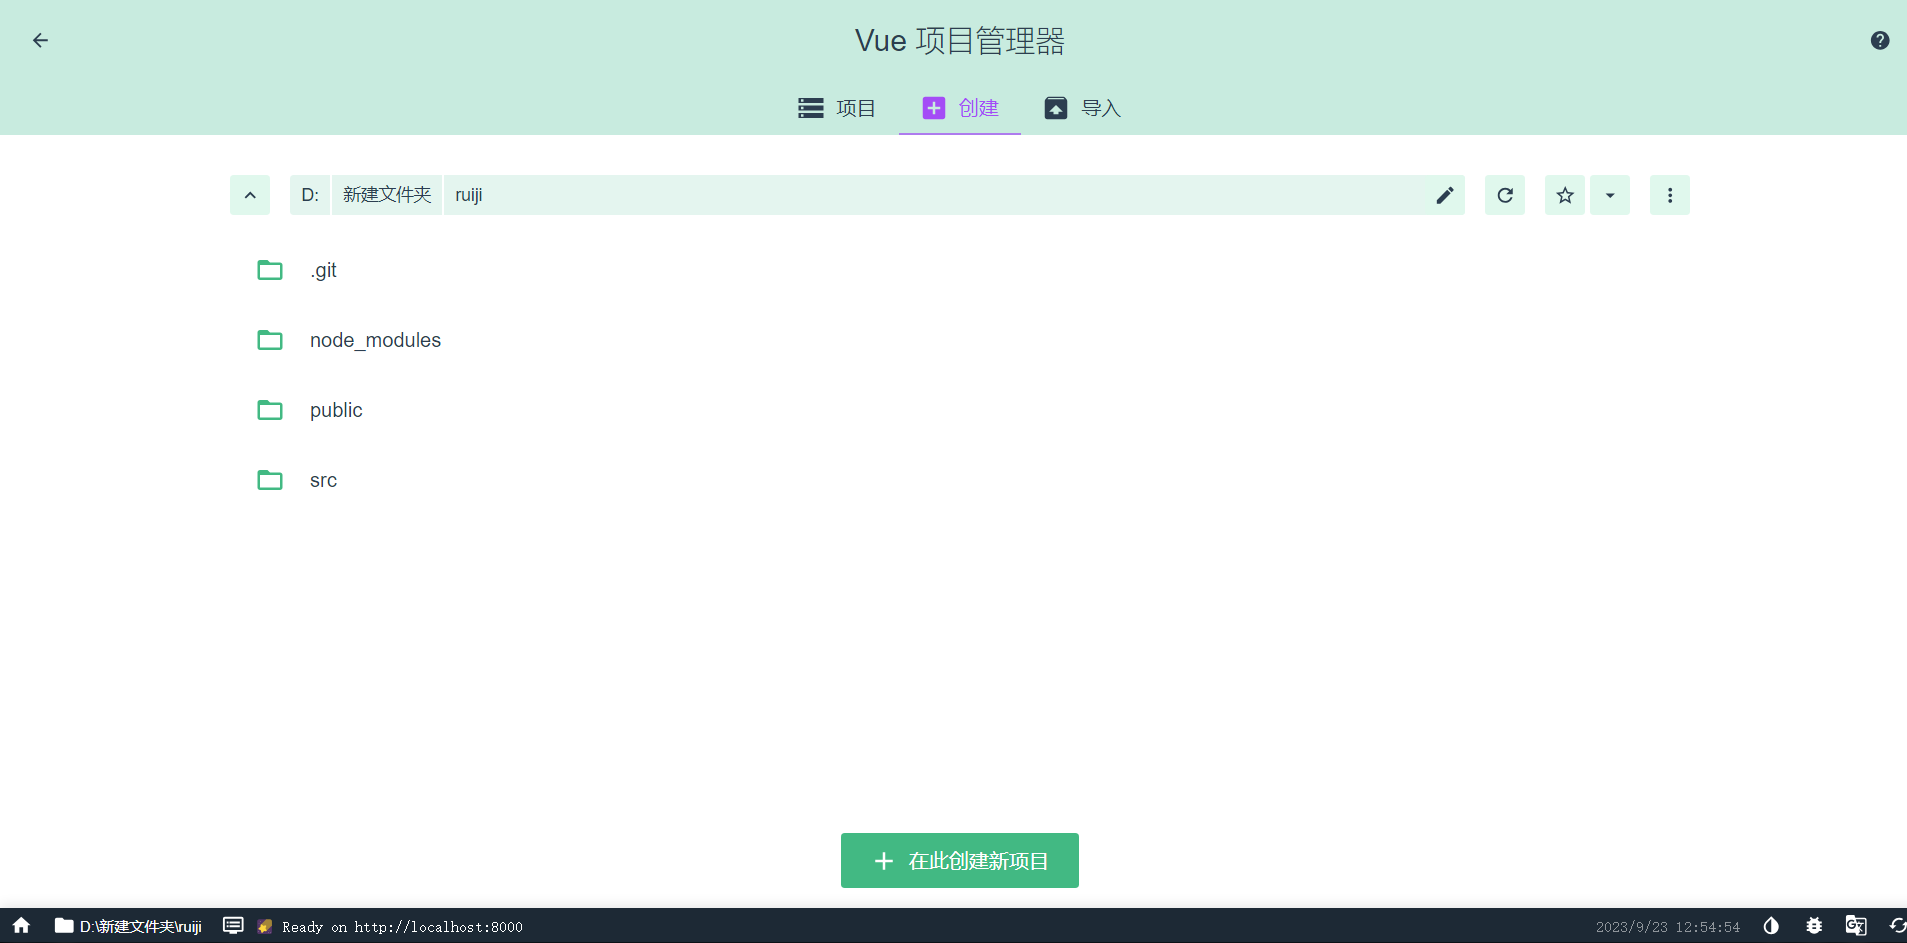 Vue 项目管理器
项目 创建 导入
D: 新建文件夹 ruiji
.git
node_modules
public
src
在此创建新项目
D:\新建文件夹\ruiji Ready on http://localhost:8000 2023/9/23 12:54:54